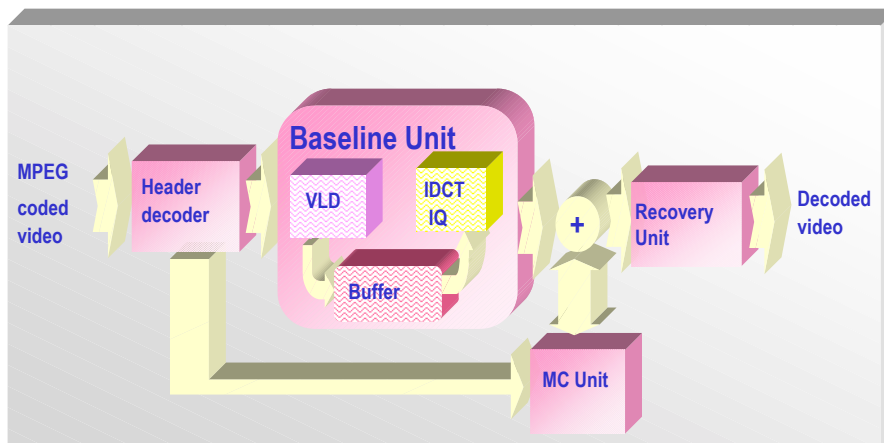 Baseline Unit
MPEG
coded
video
Header
decoder
VLD
IDCT
IQ
Buffer
+
Recovery
Unit
Decoded
video
MC Unit